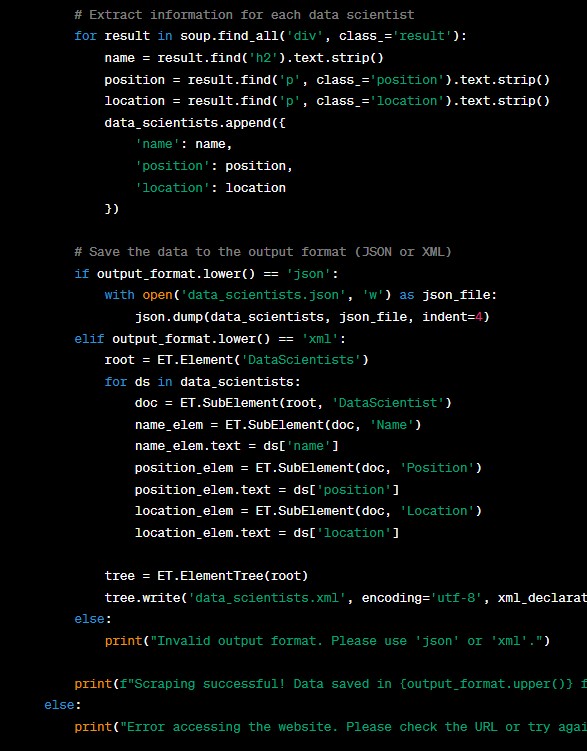 # Extract information for each data scientist
for result in soup.find_all('div', class_='result'):
    name = result.find('h2').text.strip()
    position = result.find('p', class_='position').text.strip()
    location = result.find('p', class_='location').text.strip()
    data_scientists.append({
        'name': name,
        'position': position,
        'location': location
    })
# Save the data to the output format (JSON or XML)
if output_format.lower() == 'json':
    with open('data_scientists.json', 'w') as json_file:
        json.dump(data_scientists, json_file, indent=4)
elif output_format.lower() == 'xml':
    root = ET.Element('DataScientists')
    for ds in data_scientists:
        doc = ET.SubElement(root, 'DataScientist')
        name_elem = ET.SubElement(doc, 'Name')
        name_elem.text = ds['name']
        position_elem = ET.SubElement(doc, 'Position')
        position_elem.text = ds['position']
        location_elem = ET.SubElement(doc, 'Location')
        location_elem.text = ds['location']
    tree = ET.ElementTree(root)
    tree.write('data_scientists.xml', encoding='utf-8', xml_declarat
else:
    print("Invalid output format. Please use 'json' or 'xml'.")
print(f"Scraping successful! Data saved in {output_format.upper()} f
else:
    print("Error accessing the website. Please check the URL or try agai